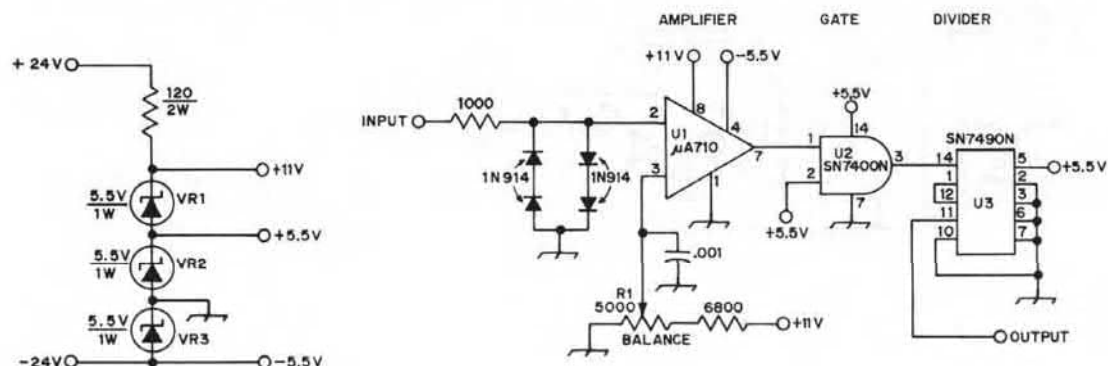 AMPLIFIER GATE DIVIDER
+ 24V
120
2W
+11V
5.5V
1W
VR1
+5.5V
5.5V
1W
VR2
5.5V
1W
VR3
-24V
-5.5V
INPUT
1000
1N914
1N914
+11V
-5.5V
2
8
4
U1
μA710
3
1
7
.001
R1
5000
6800
+11V
BALANCE
+5.5V
14
1
U2
SN7400N
3
2
7
+5.5V
SN7490N
14
1
12
11
10
U3
5
2
3
6
7
+5.5V
OUTPUT